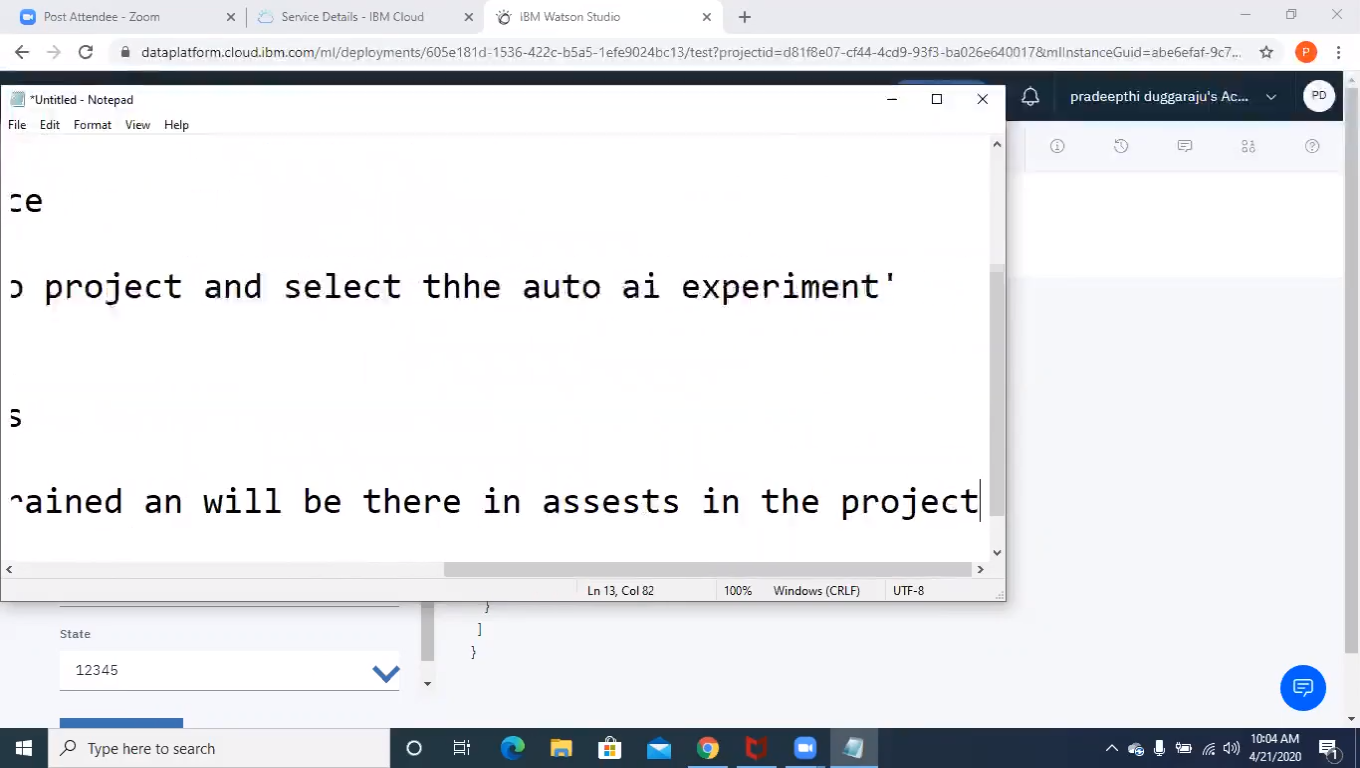 Post Attendee - Zoom
Service Details - IBM Cloud
IBM Watson Studio
dataplatform.cloud.ibm.com/ml/deployments/605e181d-1536-422c-b5a5-1efe9024bc13/test?projectid=d81f8e07-cf44-4cd9-93f3-ba026e640017&mlInstanceGuid=abe6efaf-9c7...
P
*Untitled - Notepad
pradeepthi duggaraju's Ac...
PD
File Edit Format View Help
ce
o project and select thhe auto ai experiment'
s
rained an will be there in assests in the project
Ln 13, Col 82
100%
Windows (CRLF)
UTF-8
}
]
}
State
12345
Type here to search
10:04 AM
4/21/2020
1